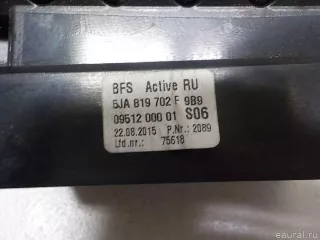 BFS Active RU
5JA 819 702 F 9B9
09512 000 01 S06
22.08.2015 P.Nr.: 2089
Lfd.nr.: 75618
© eaural.ru